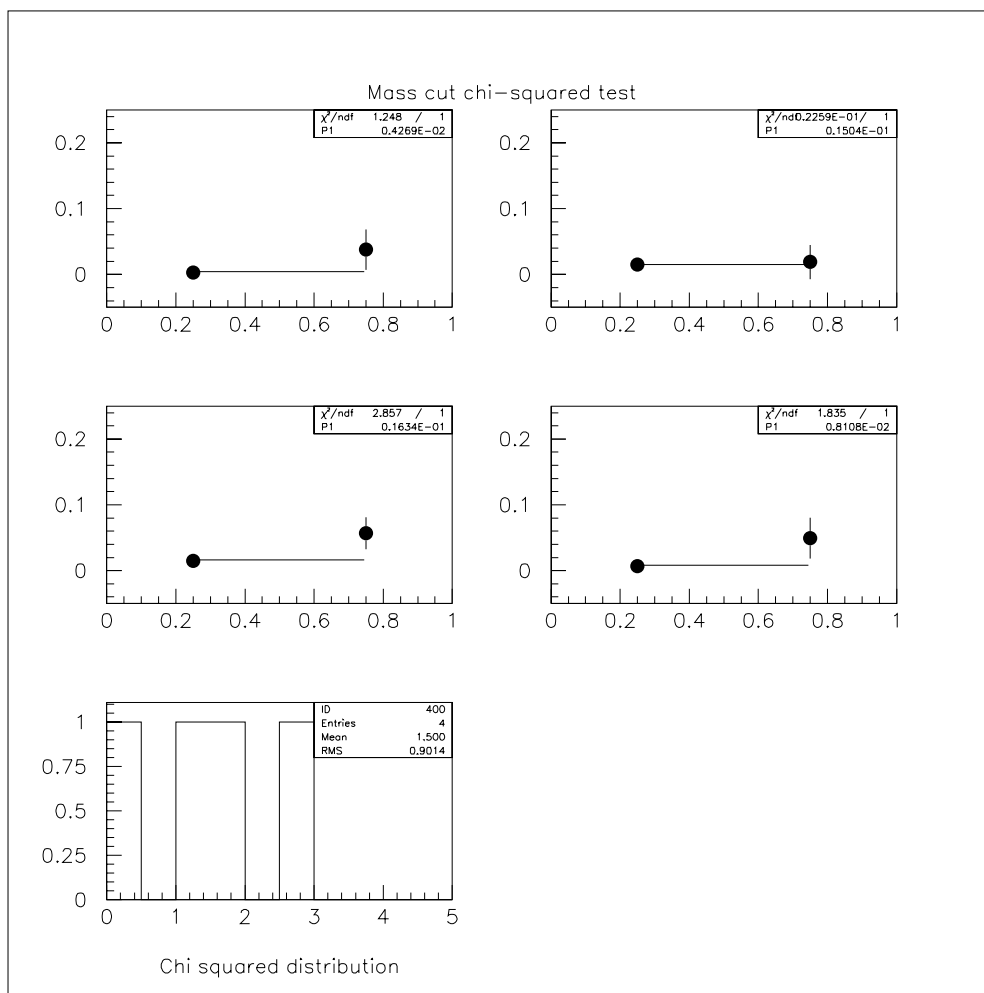 Mass cut chi-squared test
χ²/ndf 1.248 / 1
P1 0.4269E-02
0.2
0.1
0
0 0.2 0.4 0.6 0.8 1
χ²/ndf 0.2259E-01 / 1
P1 0.1504E-01
0.2
0.1
0
0 0.2 0.4 0.6 0.8 1
χ²/ndf 2.857 / 1
P1 0.1634E-01
0.2
0.1
0
0 0.2 0.4 0.6 0.8 1
χ²/ndf 1.835 / 1
P1 0.8108E-02
0.2
0.1
0
0 0.2 0.4 0.6 0.8 1
ID 400
Entries 4
Mean 1.500
RMS 0.9014
1
0.75
0.5
0.25
0
0 1 2 3 4 5
Chi squared distribution